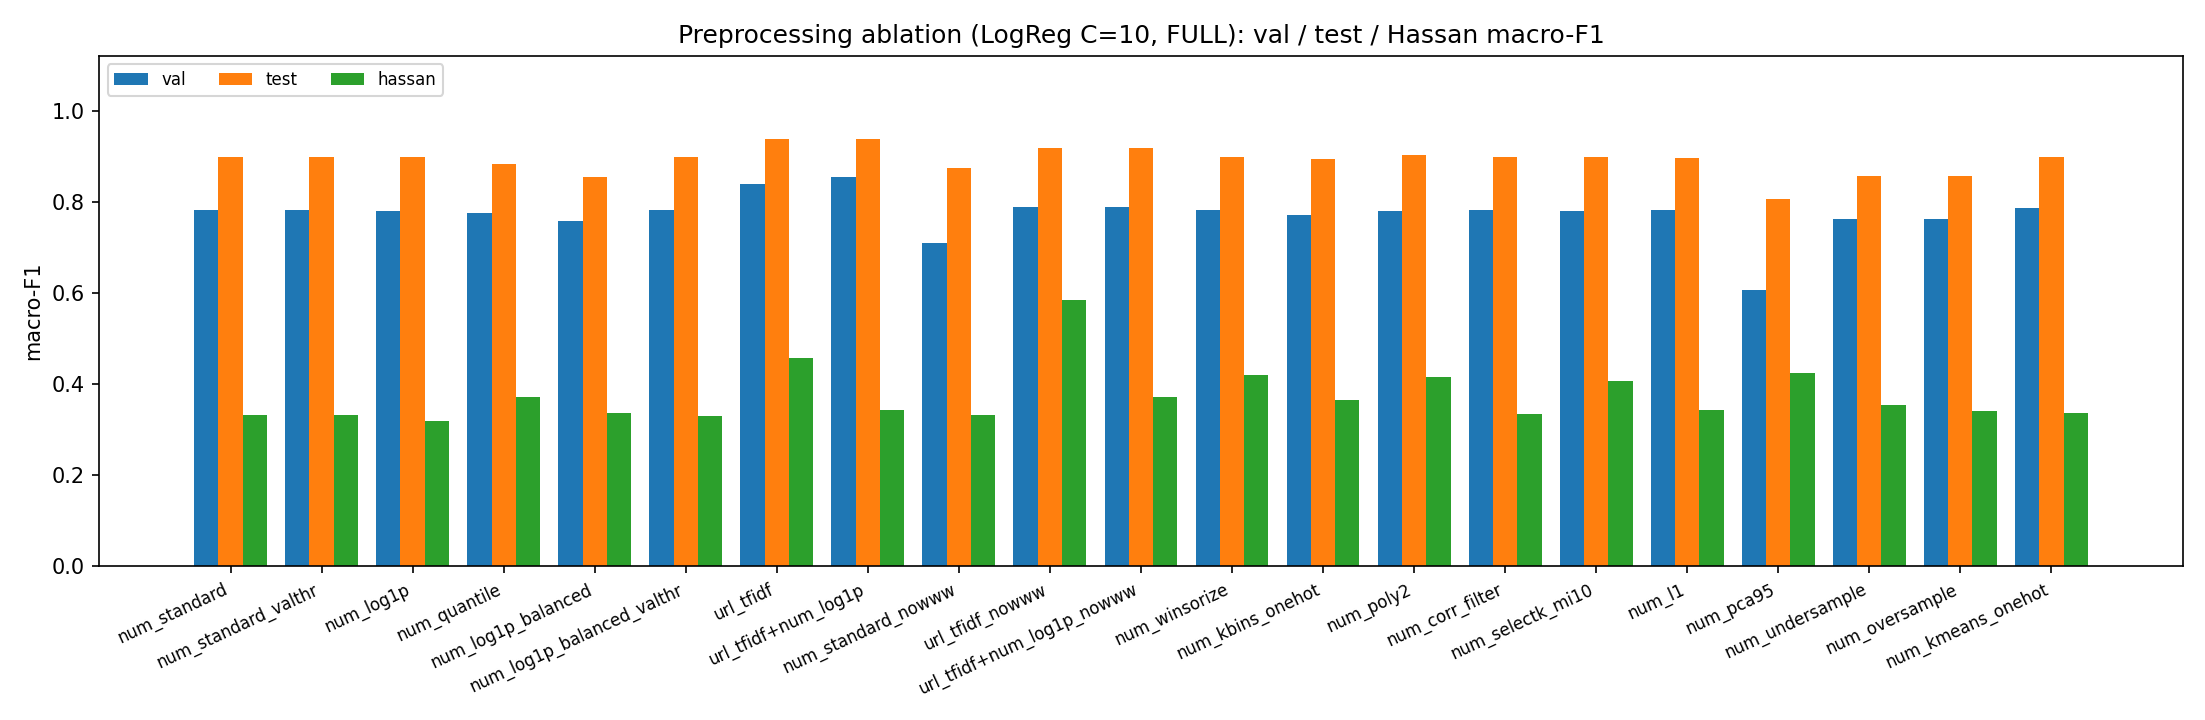 Preprocessing ablation (LogReg C=10, FULL): val / test / Hassan macro-F1
val test hassan
macro-F1
1.0
0.8
0.6
0.4
0.2
0.0
num_standard
num_standard_valthr
num_log1p
num_quantile
num_log1p_balanced
num_log1p_balanced_valthr
url_tfidf
url_tfidf+num_log1p
num_standard_nowww
url_tfidf_nowww
url_tfidf+num_log1p_nowww
num_winsorize
num_kbins_onehot
num_poly2
num_corr_filter
num_selectk_mi10
num_l1
num_pca95
num_undersample
num_oversample
num_kmeans_onehot